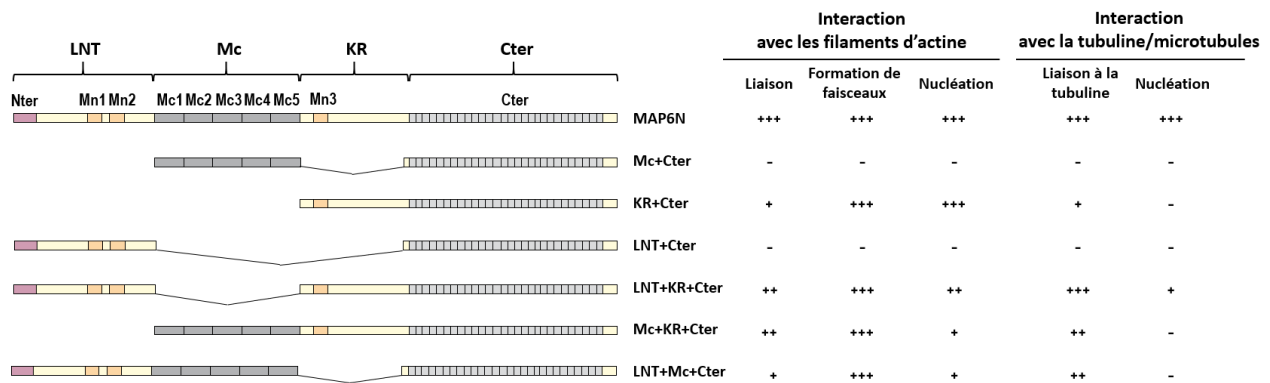 Interaction
avec les filaments d'actine
Interaction
avec la tubuline/microtubules
LNT Mc KR Cter
Liaison Formation de faisceaux Nucléation Liaison à la tubuline Nucléation
Nter Mn1 Mn2 Mc1 Mc2 Mc3 Mc4 Mc5 Mn3 Cter
MAP6N +++ +++ +++ +++ +++
Mc+Cter – – – – –
KR+Cter + +++ +++ + –
LNT+Cter – – – – –
LNT+KR+Cter ++ +++ ++ +++ +
Mc+KR+Cter ++ +++ + ++ –
LNT+Mc+Cter + +++ + ++ –